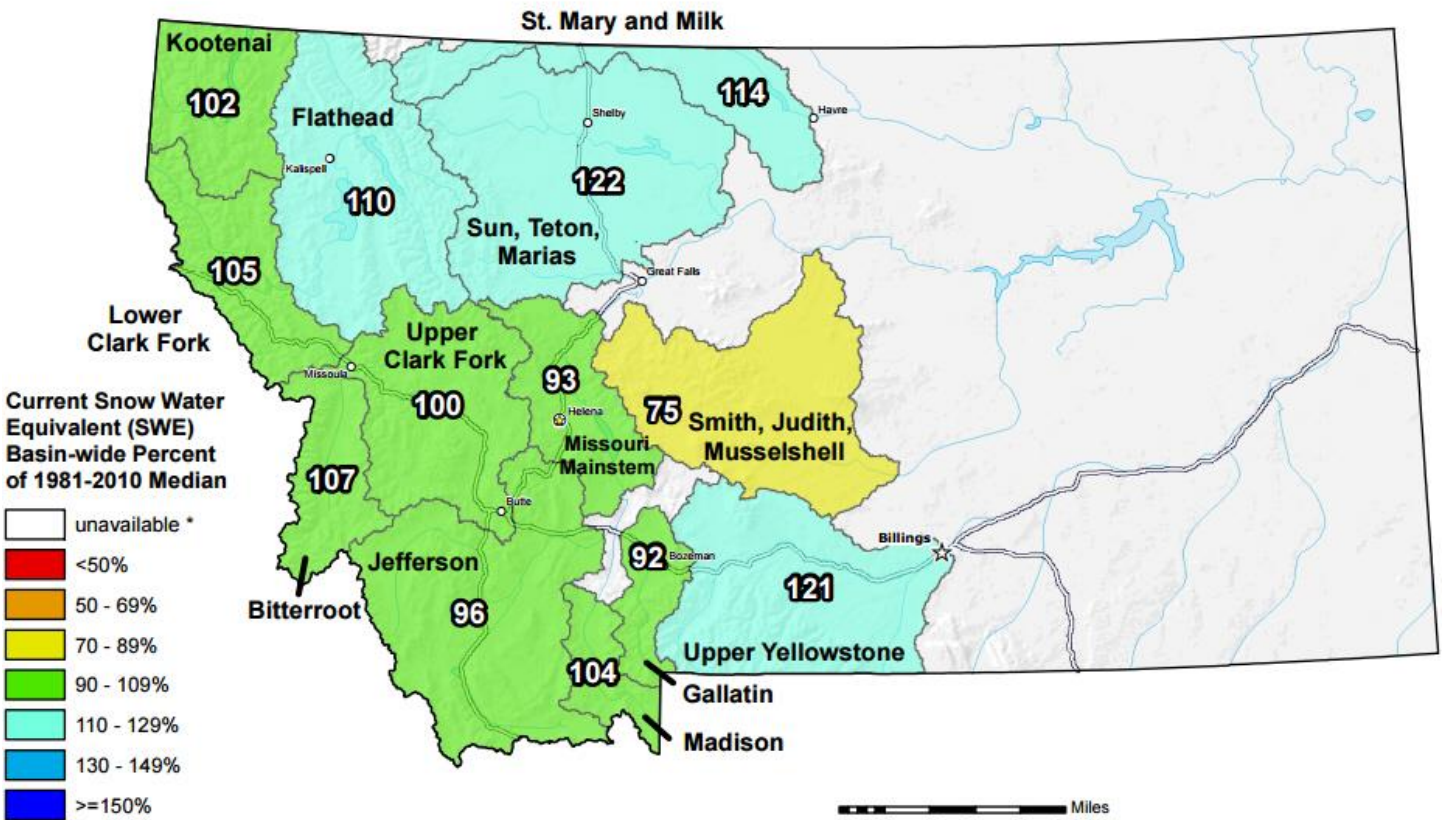 St. Mary and Milk
Kootenai
102
114
Havre
Flathead
Shelby
Kalispell
122
110
Sun, Teton,
Marias
105
Great Falls
Lower
Clark Fork
Upper
Clark Fork
Missoula
93
100
Helena
75
Smith, Judith,
Musselshell
Missouri
Mainstem
107
Butte
Billings
Jefferson
92
Bozeman
121
Bitterroot
96
Upper Yellowstone
104
Gallatin
Madison
Current Snow Water
Equivalent (SWE)
Basin-wide Percent
of 1981-2010 Median
unavailable *
<50%
50 - 69%
70 - 89%
90 - 109%
110 - 129%
130 - 149%
>=150%
Miles